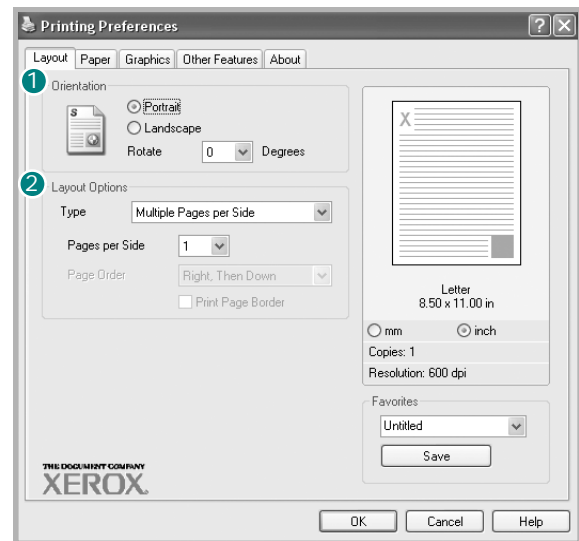 Printing Preferences
Layout Paper Graphics Other Features About
1 Orientation
S
Portrait
Landscape
Rotate 0 Degrees
2 Layout Options
Type Multiple Pages per Side
Pages per Side 1
Page Order Right, Then Down
Print Page Border
X
Letter
8.50 x 11.00 in
mm inch
Copies: 1
Resolution: 600 dpi
Favorites
Untitled
Save
THE DOCUMENT COMPANY
XEROX
OK Cancel Help